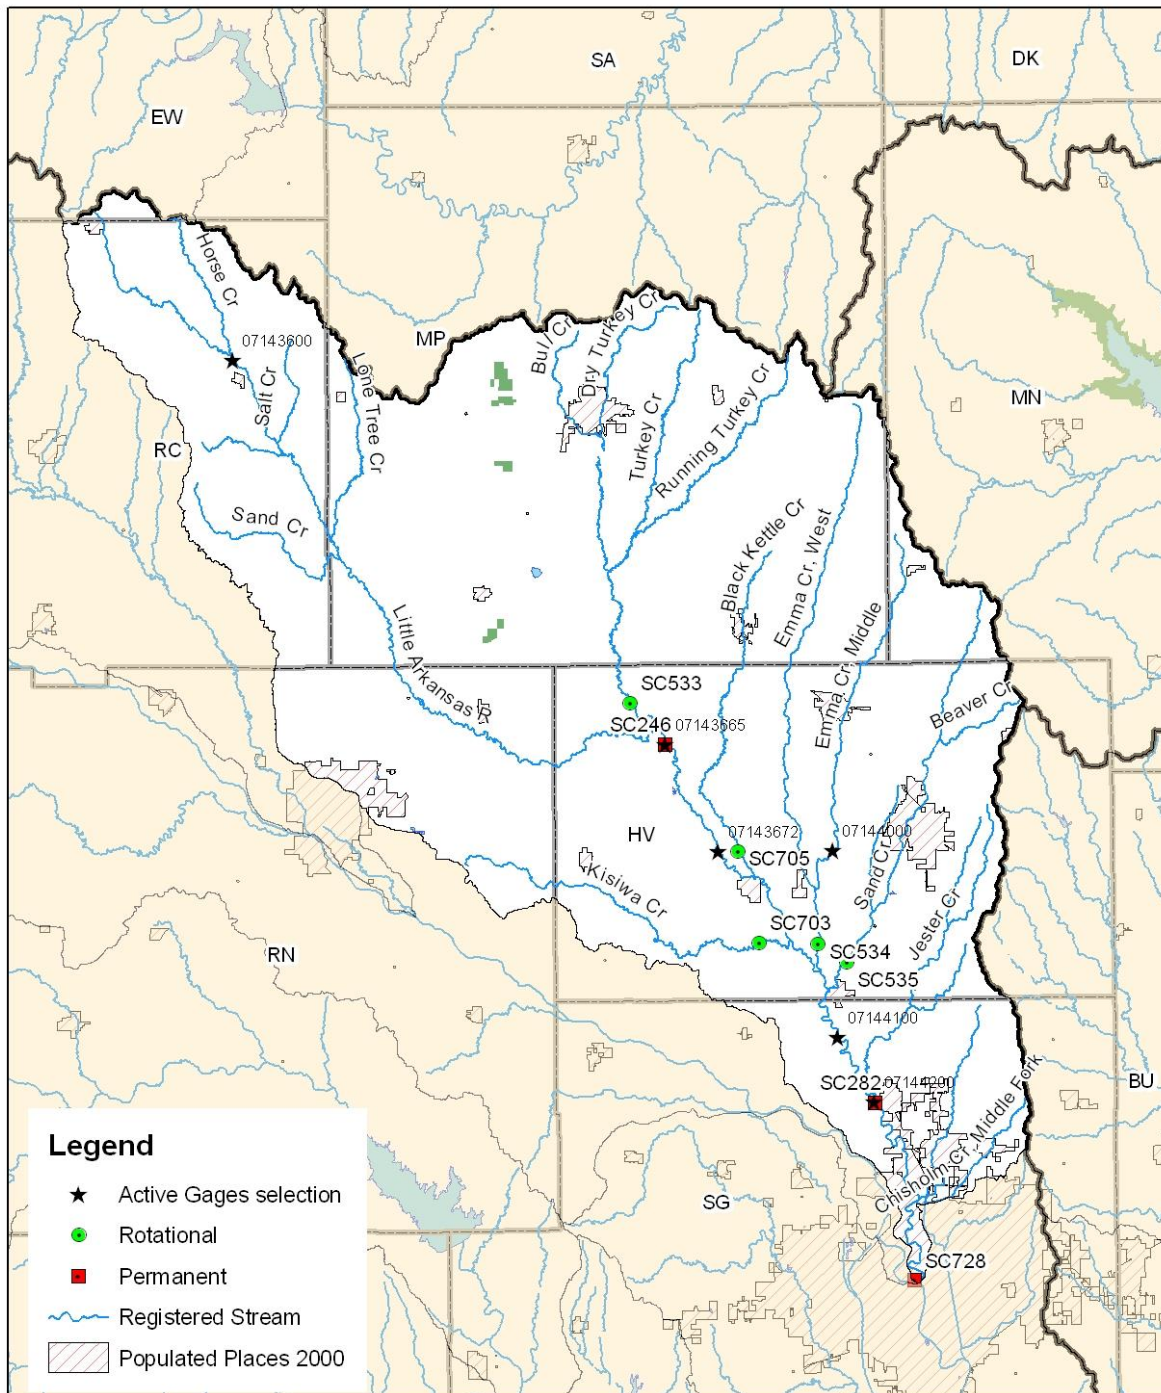 SA
DK
EW
Horse Cr
07143600
MP
Bull Cr
Dry Turkey Cr
Salt Cr
Lone Tree Cr
Turkey Cr
Running Turkey Cr
MN
RC
Sand Cr
Black Kettle Cr
Emma Cr, West
Emma Cr, Middle
Little Arkansas R
SC533
Beaver Cr
SC246
07143665
HV
07143672
07144000
SC705
Sand Cr
Kisiwa Cr
Jester Cr
SC703
SC534
RN
SC535
07144100
SC282
07144200
BU
Chisholm Cr, Middle Fork
SG
SC728
Legend
Active Gages selection
Rotational
Permanent
Registered Stream
Populated Places 2000